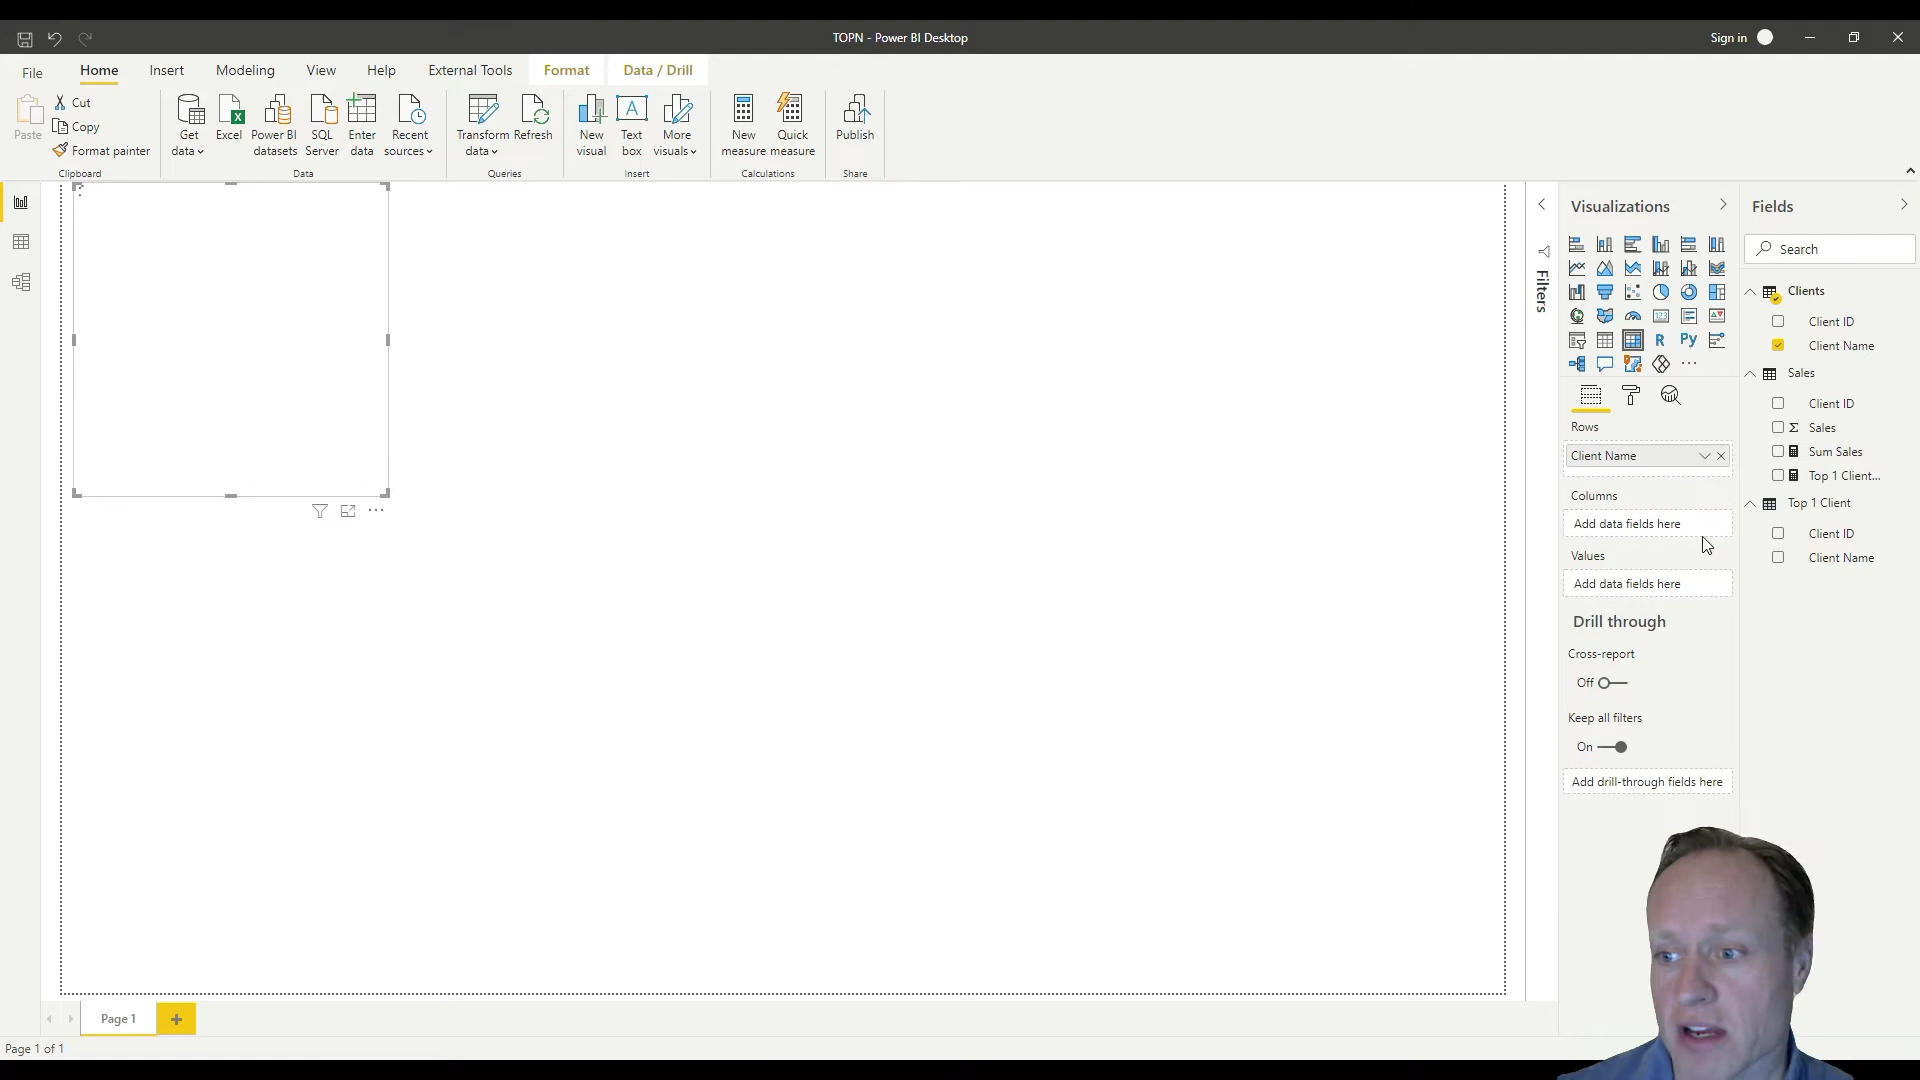 TOPN - Power BI Desktop
Sign in
File
Home
Insert
Modeling
View
Help
External Tools
Format
Data / Drill
Paste
Cut
Copy
Format painter
Clipboard
Get data
Excel
Power BI datasets
SQL Server
Enter data
Recent sources
Data
Transform data
Refresh
Queries
New visual
Text box
More visuals
Insert
New measure
Quick measure
Calculations
Publish
Share
Filters
Visualizations
R
Py
123
Rows
Client Name
Columns
Add data fields here
Values
Add data fields here
Drill through
Cross-report
Off
Keep all filters
On
Add drill-through fields here
Fields
Search
Clients
Client ID
Client Name
Sales
Client ID
Σ Sales
Sum Sales
Top 1 Client...
Top 1 Client
Client ID
Client Name
Page 1
Page 1 of 1